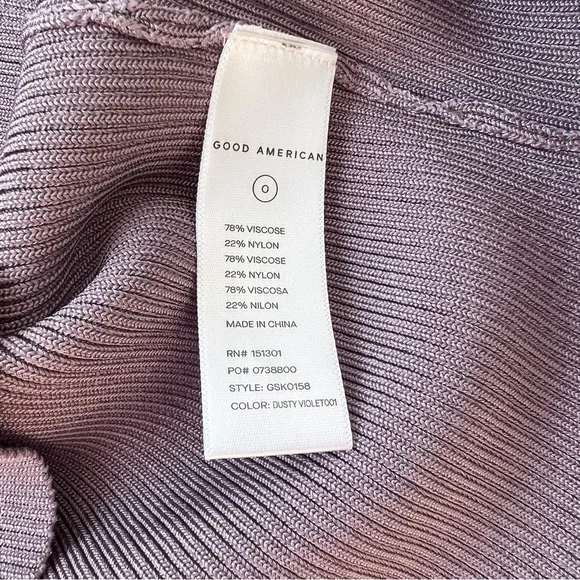 GOOD AMERICAN
0
78% VISCOSE
22% NYLON
78% VISCOSE
22% NYLON
78% VISCOSA
22% NILON
MADE IN CHINA
RN# 151301
PO# 0738800
STYLE: GSK0158
COLOR: DUSTY VIOLET001